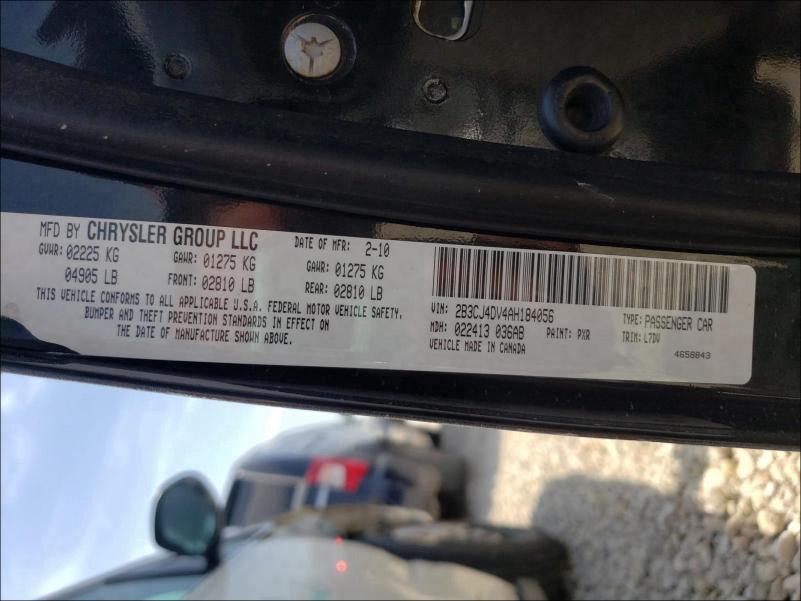 MFD BY CHRYSLER GROUP LLC DATE OF MFR: 2-10
GVWR: 02225 KG GAWR: 01275 KG GAWR: 01275 KG
04905 LB FRONT: 02810 LB REAR: 02810 LB
THIS VEHICLE CONFORMS TO ALL APPLICABLE U.S.A. FEDERAL MOTOR VEHICLE SAFETY.
BUMPER AND THEFT PREVENTION STANDARDS IN EFFECT ON
THE DATE OF MANUFACTURE SHOWN ABOVE.
VIN: 2B3CJ4DV4AH184056 TYPE: PASSENGER CAR
MDH: 022413 036AB PAINT: PXR TRIM: L7DV
VEHICLE MADE IN CANADA 4658843